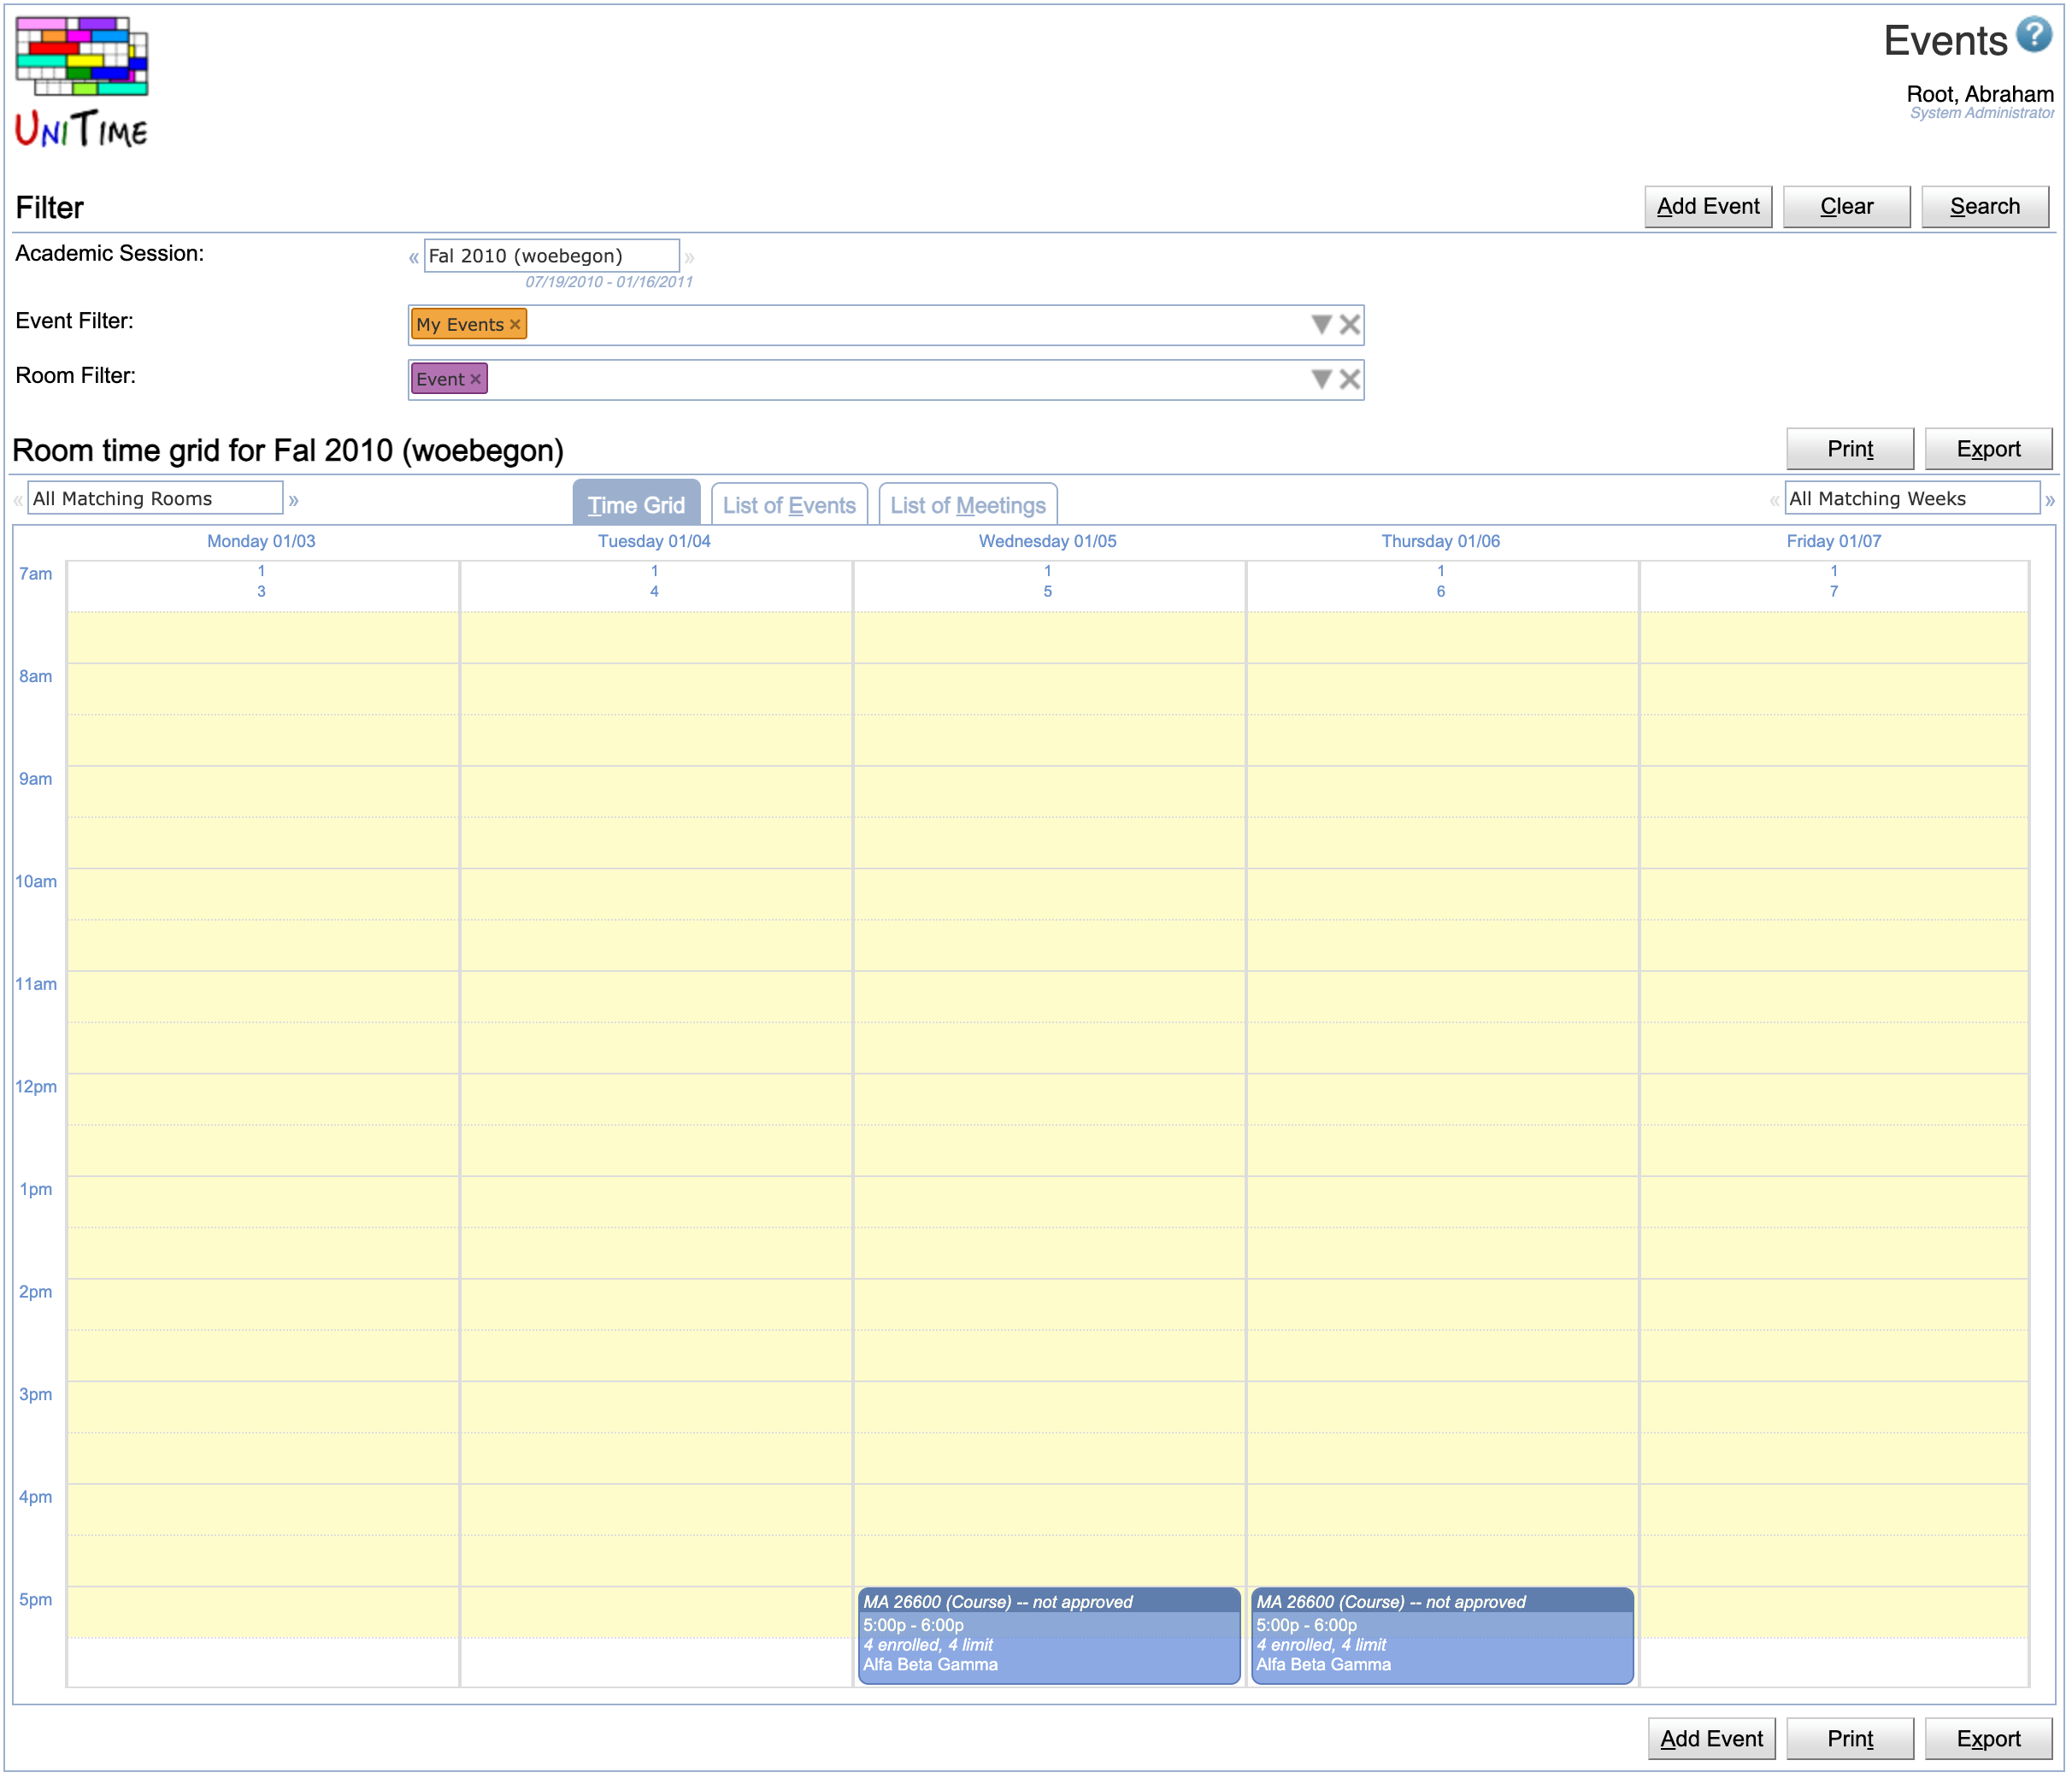 UNITIME
Events ?
Root, Abraham
System Administrator
Filter
Add Event
Clear
Search
Academic Session:
« Fal 2010 (woebegon) »
07/19/2010 - 01/16/2011
Event Filter:
My Events ×
Room Filter:
Event ×
Room time grid for Fal 2010 (woebegon)
Print
Export
« All Matching Rooms »
Time Grid
List of Events
List of Meetings
« All Matching Weeks »
Monday 01/03
Tuesday 01/04
Wednesday 01/05
Thursday 01/06
Friday 01/07
7am
1
3
1
4
1
5
1
6
1
7
8am
9am
10am
11am
12pm
1pm
2pm
3pm
4pm
5pm
MA 26600 (Course) -- not approved
5:00p - 6:00p
4 enrolled, 4 limit
Alfa Beta Gamma
MA 26600 (Course) -- not approved
5:00p - 6:00p
4 enrolled, 4 limit
Alfa Beta Gamma
Add Event
Print
Export